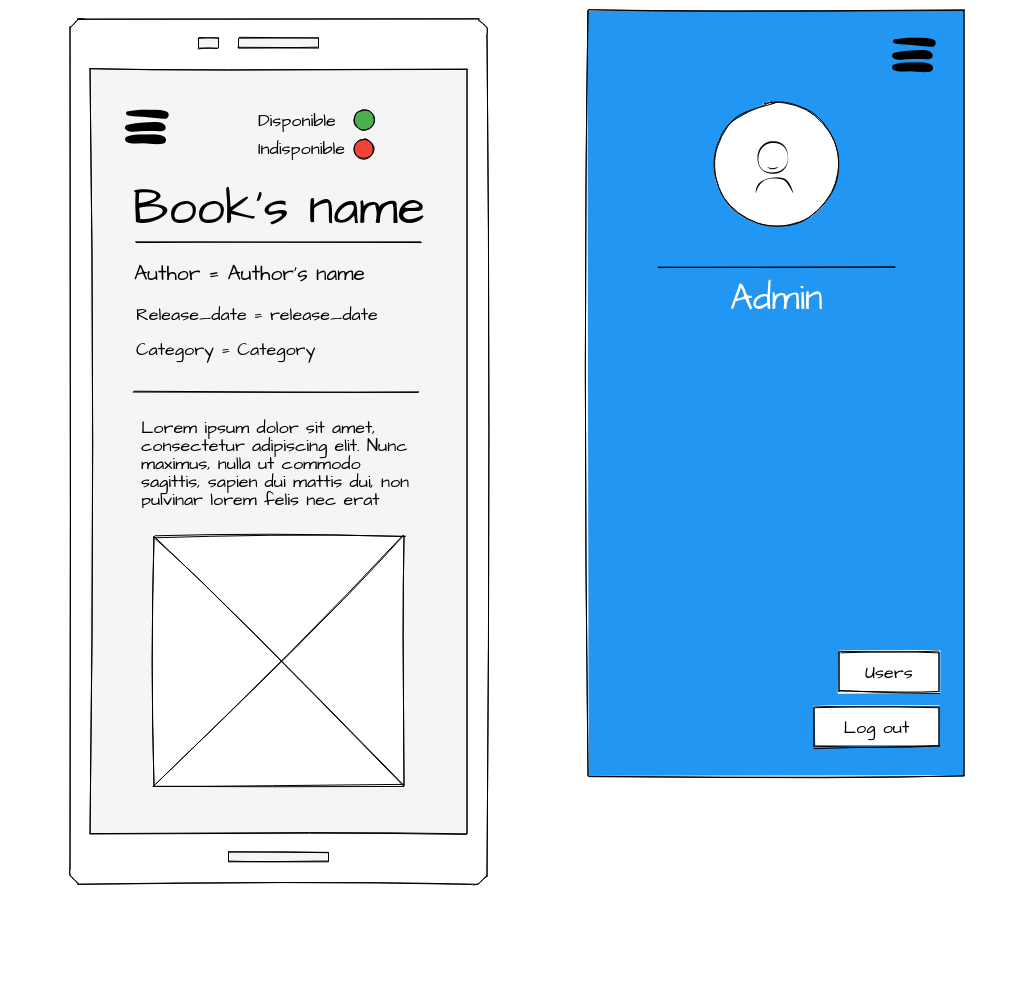 Disponible
Indisponible
Book's name
Author = Author's name
Release_date = release_date
Category = Category
Lorem ipsum dolor sit amet,
consectetur adipiscing elit. Nunc
maximus, nulla ut commodo
sagittis, sapien dui mattis dui, non
pulvinar lorem felis nec erat
Admin
Users
Log out